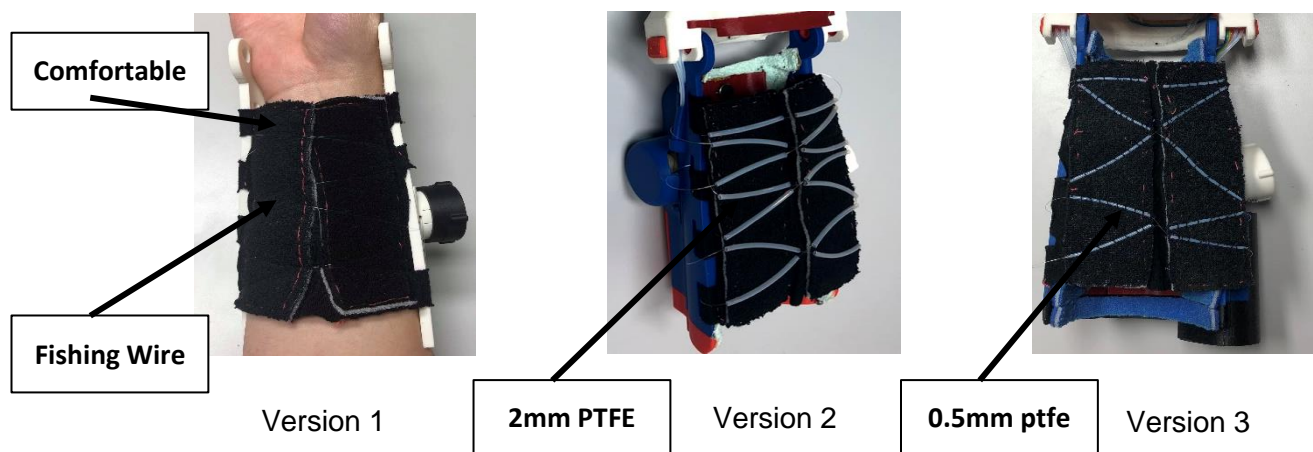 Comfortable
Fishing Wire
Version 1
2mm PTFE
Version 2
0.5mm ptfe
Version 3